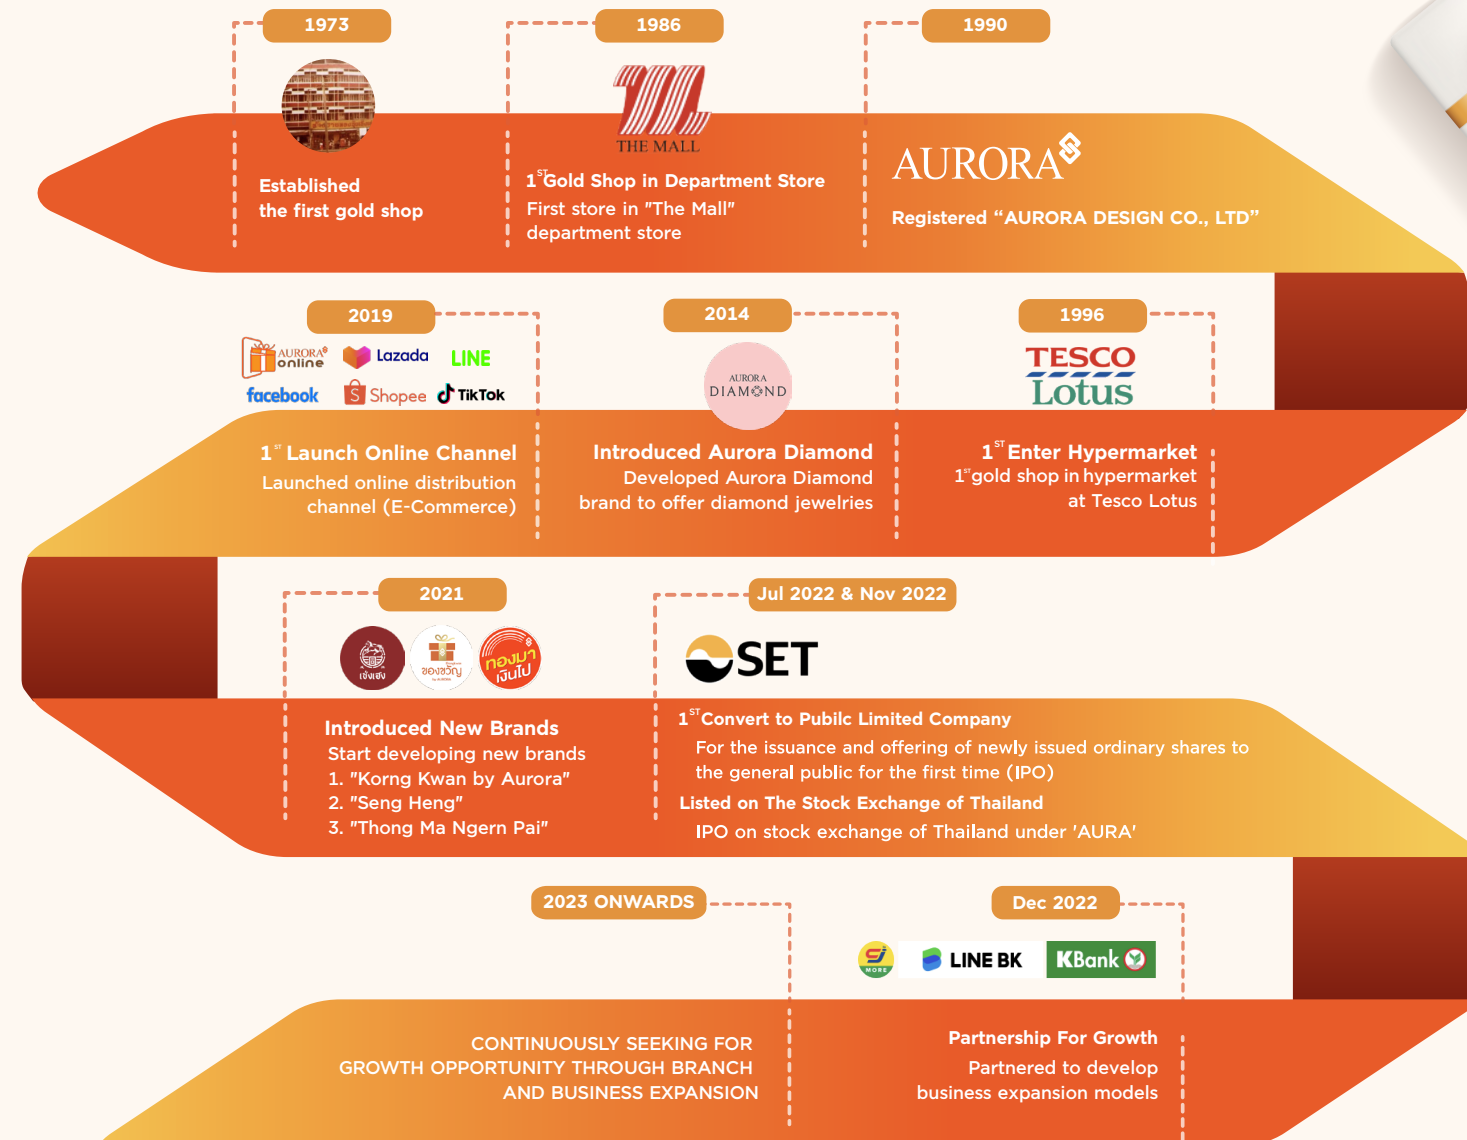 1973
1986
1990
THE MALL
AURORA
Established
the first gold shop
1ST Gold Shop in Department Store
First store in "The Mall"
department store
Registered “AURORA DESIGN CO., LTD”
2019
2014
1996
AURORA
online
Lazada
LINE
facebook
Shopee
TikTok
AURORA
DIAMOND
TESCO
Lotus
1ST Launch Online Channel
Launched online distribution
channel (E-Commerce)
Introduced Aurora Diamond
Developed Aurora Diamond
brand to offer diamond jewelries
1ST Enter Hypermarket
1ST gold shop in hypermarket
at Tesco Lotus
2021
Jul 2022 & Nov 2022
เซ้งเฮง
ของขวัญ
ทองมา
เงินไป
SET
Introduced New Brands
Start developing new brands
1. "Korng Kwan by Aurora"
2. "Seng Heng"
3. "Thong Ma Ngern Pai"
1ST Convert to Pubilc Limited Company
For the issuance and offering of newly issued ordinary shares to
the general public for the first time (IPO)
Listed on The Stock Exchange of Thailand
IPO on stock exchange of Thailand under 'AURA'
2023 ONWARDS
Dec 2022
MORE
LINE BK
KBank
CONTINUOUSLY SEEKING FOR
GROWTH OPPORTUNITY THROUGH BRANCH
AND BUSINESS EXPANSION
Partnership For Growth
Partnered to develop
business expansion models